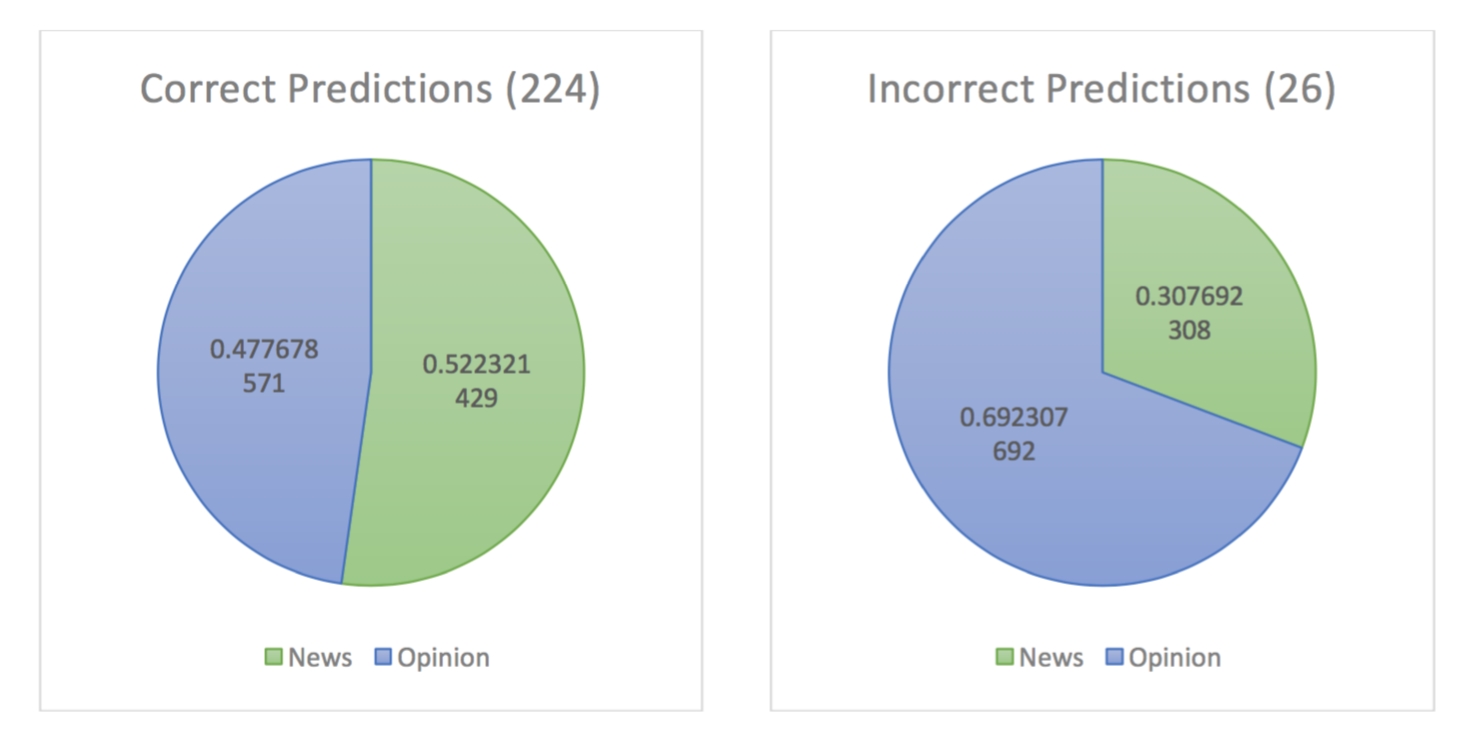 Correct Predictions (224)
0.477678
571
0.522321
429
News Opinion
Incorrect Predictions (26)
0.307692
308
0.692307
692
News Opinion